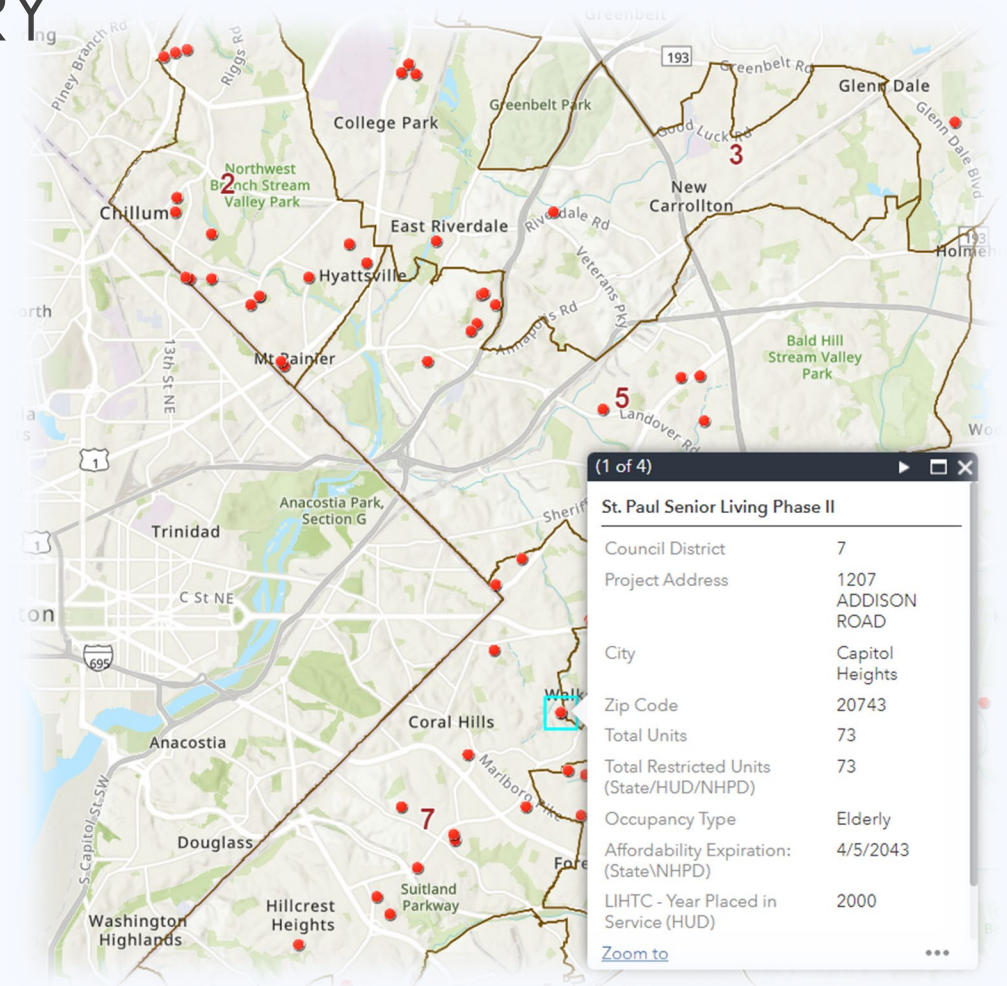 RY
Greenbelt
ng
Piney Branch Rd
Riggs Rd
193
Greenbelt Rd
Glenn Dale
Greenbelt Park
College Park
Good Luck Rd
3
Glenn Dale Blvd
Northwest
Branch Stream
Valley Park
2
New
Carrollton
Chillum
East Riverdale
Riverdale Rd
193
Hyattsville
Veterans Pky
orth
Annapolis Rd
13th St NE
Mt Rainier
Bald Hill
Stream Valley
Park
5
Landover Rd
1
Anacostia Park,
Section G
Trinidad
1
C St NE
ton
695
Coral Hills
Anacostia
Marlboro Pike
7
S Capitol St SW
Douglass
Suitland
Parkway
Hillcrest
Heights
Washington
Highlands
(1 of 4)
St. Paul Senior Living Phase II
Council District 7
Project Address 1207
ADDISON
ROAD
City Capitol
Heights
Zip Code 20743
Total Units 73
Total Restricted Units 73
(State/HUD/NHPD)
Occupancy Type Elderly
Affordability Expiration: 4/5/2043
(State\NHPD)
LIHTC - Year Placed in 2000
Service (HUD)
Zoom to